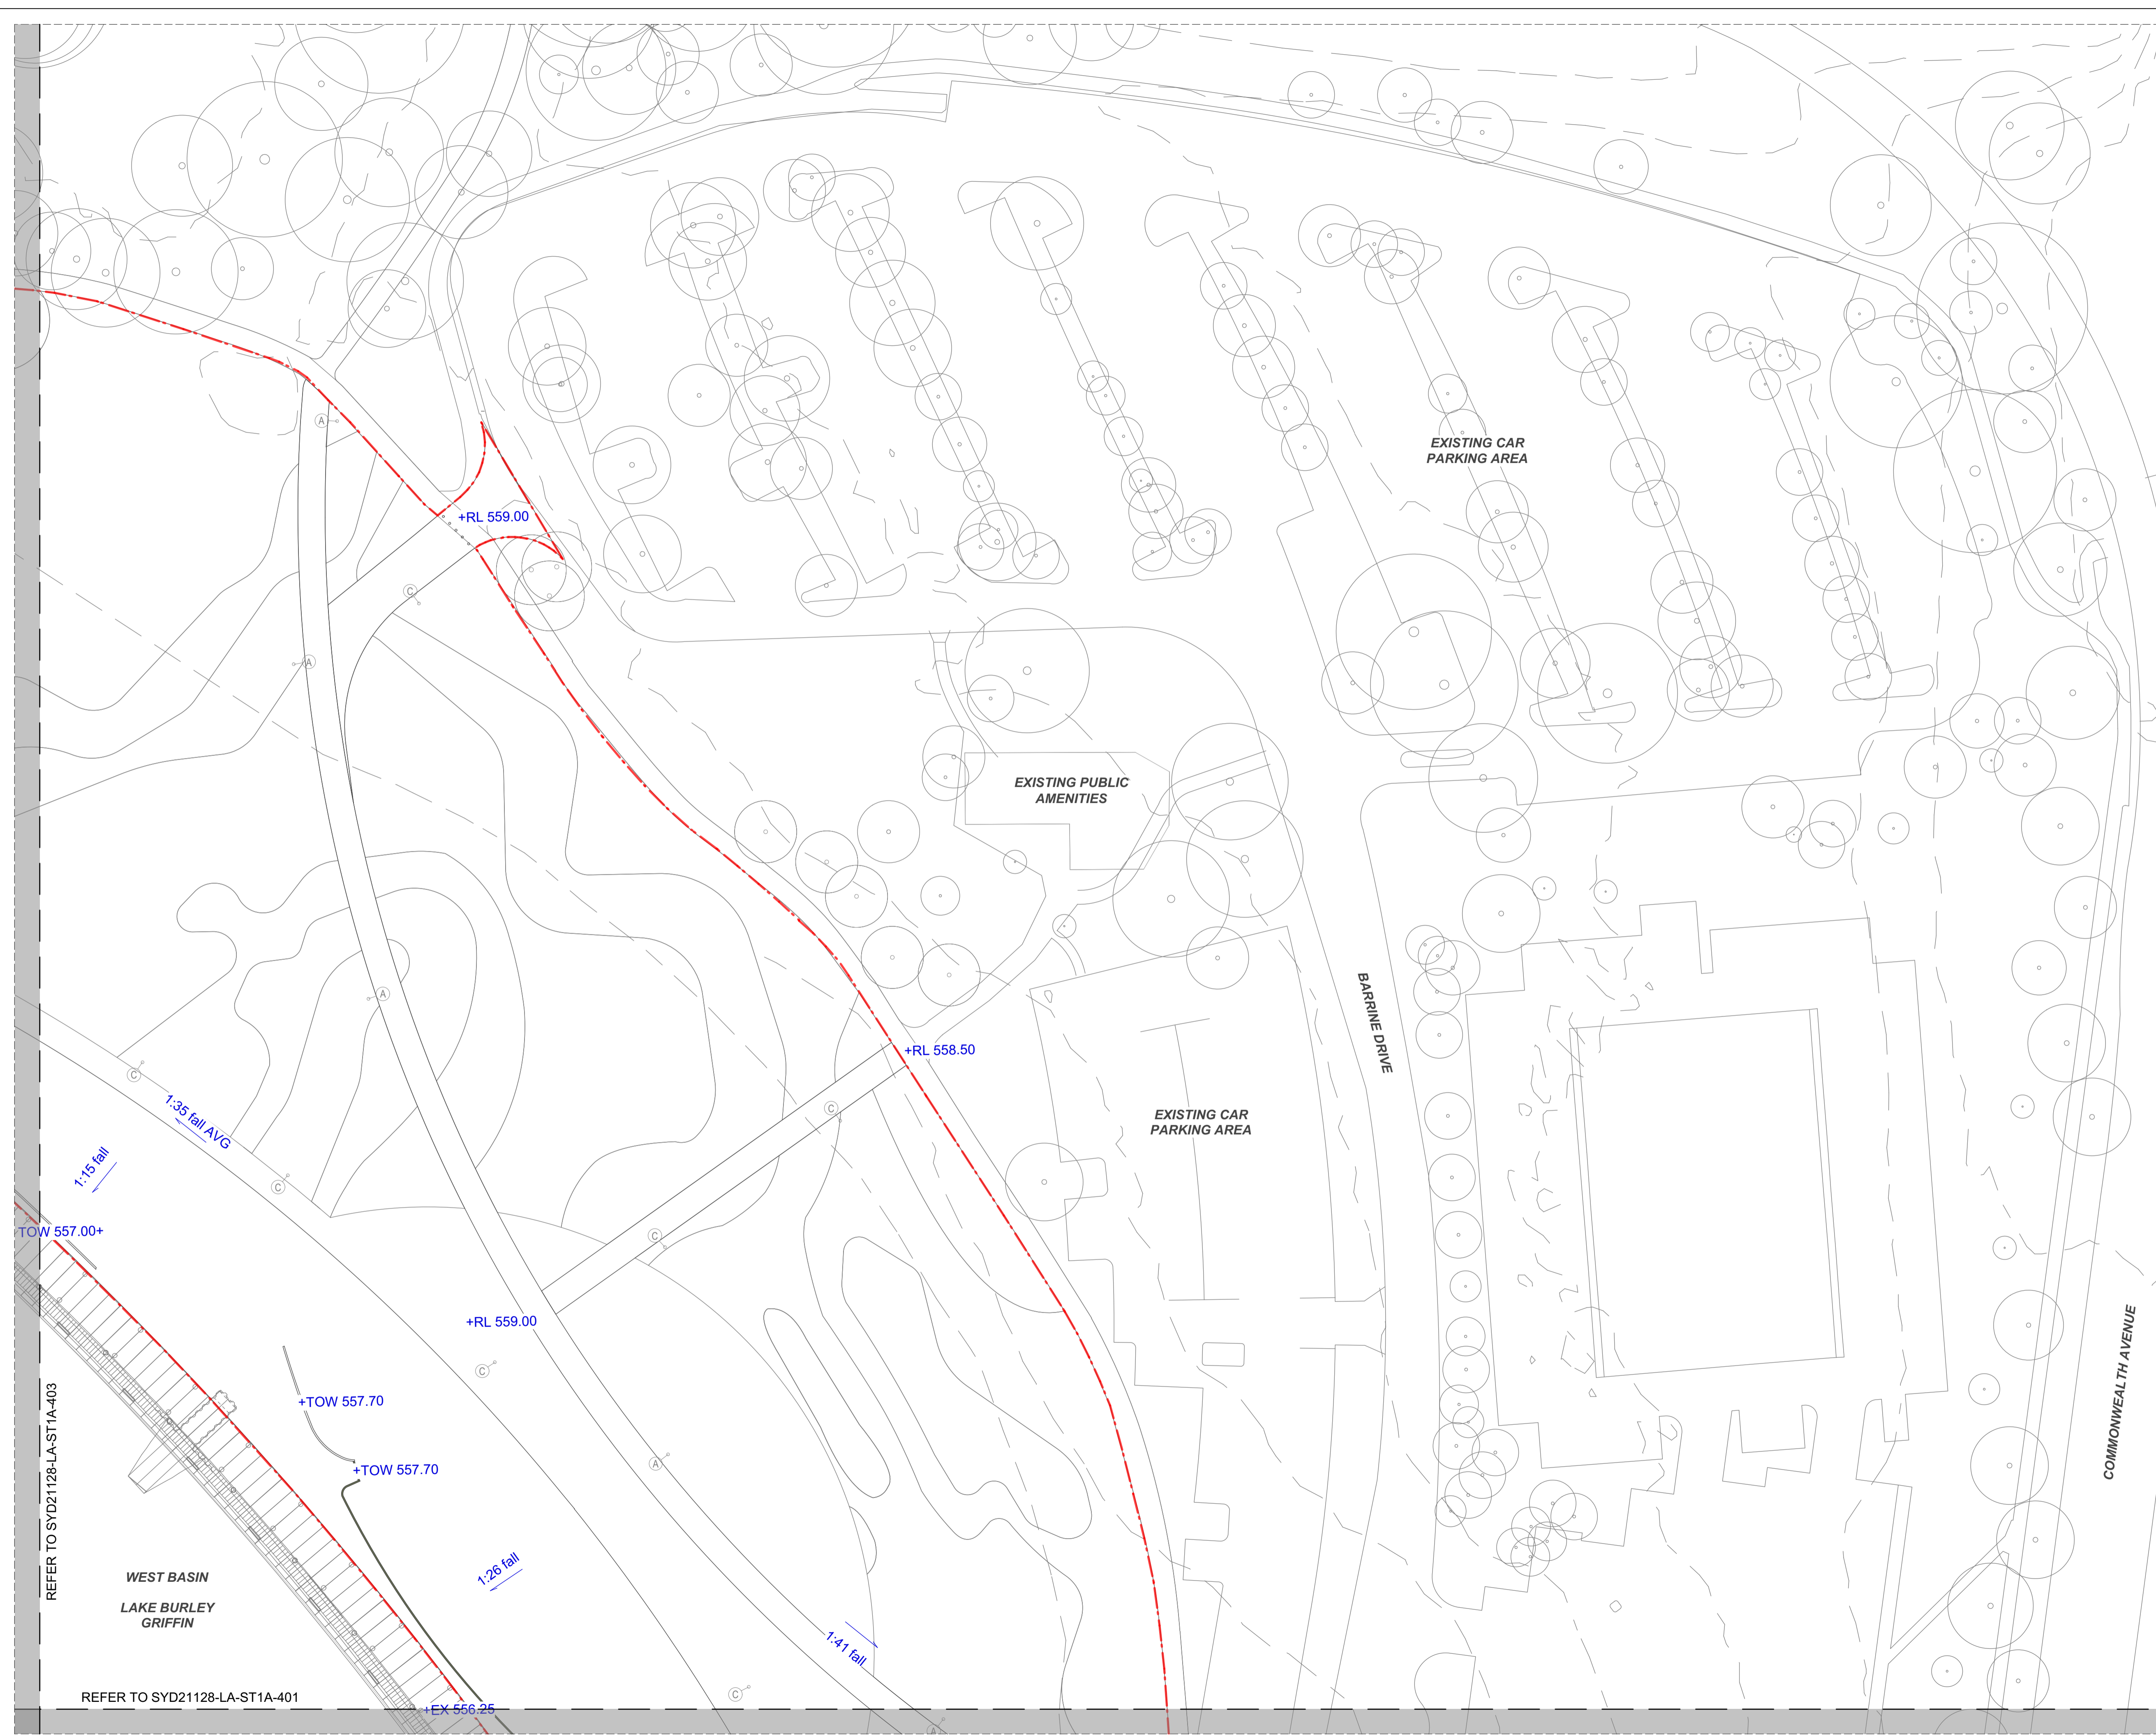 A
EXISTING CAR
PARKING AREA
+RL 559.00
C
A
EXISTING PUBLIC
AMENITIES
A
BARRINE DRIVE
+RL 558.50
C
1:35 fall AVG
C
EXISTING CAR
PARKING AREA
1:15 fall
C
TOW 557.00+
C
+RL 559.00
C
COMMONWEALTH AVENUE
+TOW 557.70
REFER TO SYD21128-LA-ST1A-403
A
+TOW 557.70
1:26 fall
WEST BASIN
LAKE BURLEY
GRIFFIN
1:41 fall
C
REFER TO SYD21128-LA-ST1A-401
+EX 556.25
A